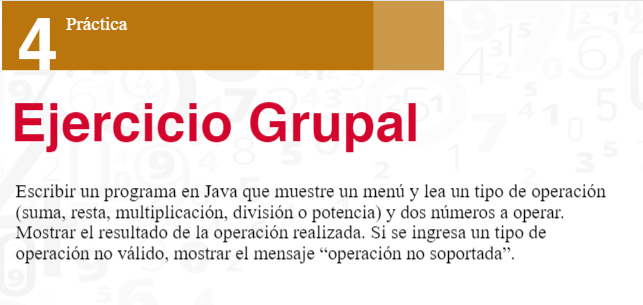 4 Práctica
Ejercicio Grupal
Escribir un programa en Java que muestre un menú y lea un tipo de operación
(suma, resta, multiplicación, división o potencia) y dos números a operar.
Mostrar el resultado de la operación realizada. Si se ingresa un tipo de
operación no válido, mostrar el mensaje “operación no soportada”.